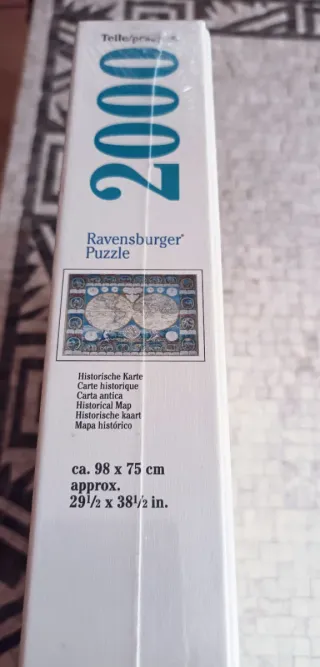 Teile/pieces
2000
Ravensburger®
Puzzle
Historische Karte
Carte historique
Carta antica
Historical Map
Historische kaart
Mapa histórico
ca. 98 x 75 cm
approx.
29½ x 38½ in.